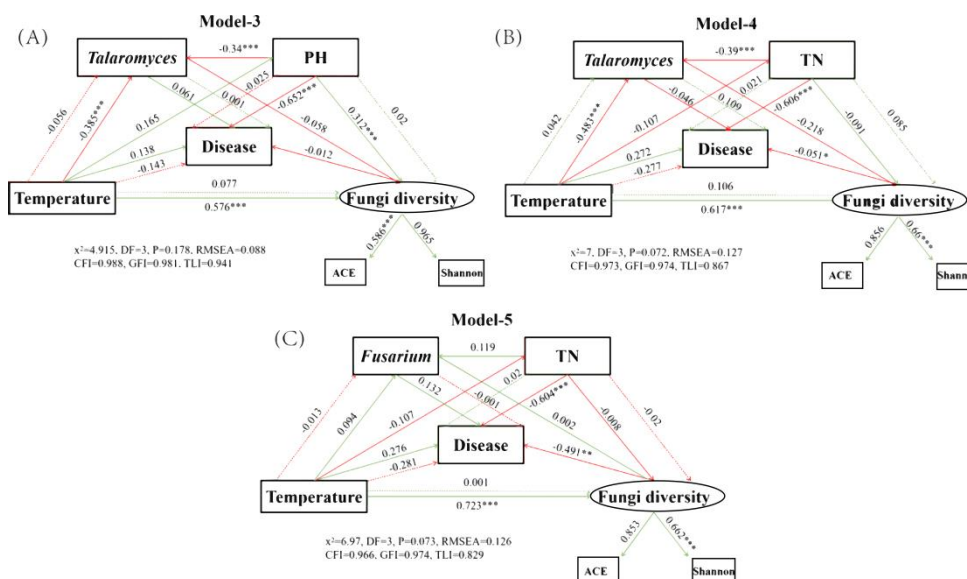 Model-3
(A)
Talaromyces
PH
-0.34***
-0.056
-0.385***
0.165
0.061
0.001
-0.025
-0.652***
0.312***
0.02
-0.058
-0.012
Disease
0.138
-0.143
Temperature
0.077
0.576***
Fungi diversity
0.586***
0.965
ACE
Shannon
x²=4.915, DF=3, P=0.178, RMSEA=0.088
CFI=0.988, GFI=0.981, TLI=0.941
Model-4
(B)
Talaromyces
TN
-0.39***
0.042
-0.483***
-0.107
-0.046
0.109
0.021
-0.606***
-0.091
0.085
-0.218
-0.051*
Disease
0.272
-0.277
Temperature
0.106
0.617***
Fungi diversity
0.856
0.66***
ACE
Shann
x²=7, DF=3, P=0.072, RMSEA=0.127
CFI=0.973, GFI=0.974, TLI=0.867
Model-5
(C)
Fusarium
TN
0.119
-0.013
0.094
-0.107
0.132
-0.001
0.02
-0.604***
-0.008
-0.02
0.002
-0.491**
Disease
0.276
-0.281
Temperature
0.001
0.723***
Fungi diversity
0.853
0.662***
ACE
Shannon
x²=6.97, DF=3, P=0.073, RMSEA=0.126
CFI=0.966, GFI=0.974, TLI=0.829